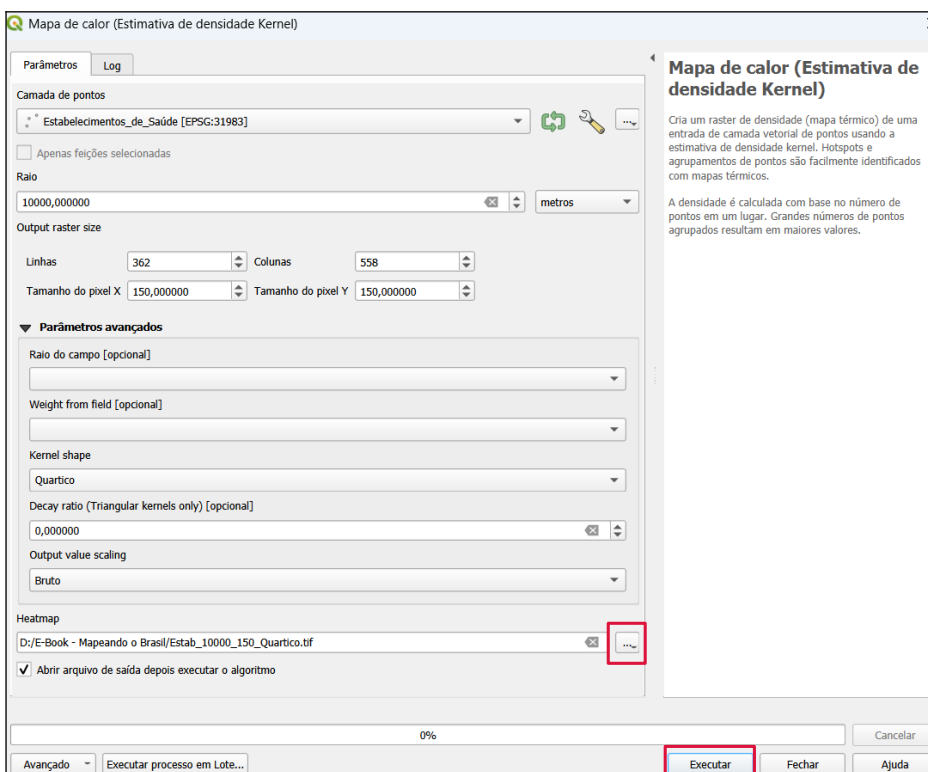 Mapa de calor (Estimativa de densidade Kernel)
Parâmetros
Log
Camada de pontos
Estabelecimentos_de_Saúde [EPSG:31983]
...
Apenas feições selecionadas
Raio
10000,000000
metros
Output raster size
Linhas 362 Colunas 558
Tamanho do pixel X 150,000000 Tamanho do pixel Y 150,000000
Parâmetros avançados
Raio do campo [opcional]
Weight from field [opcional]
Kernel shape
Quartico
Decay ratio (Triangular kernels only) [opcional]
0,000000
Output value scaling
Bruto
Heatmap
D:/E-Book - Mapeando o Brasil/Estab_10000_150_Quartico.tif
...
Abrir arquivo de saída depois executar o algoritmo
Mapa de calor (Estimativa de
densidade Kernel)
Cria um raster de densidade (mapa térmico) de uma
entrada de camada vetorial de pontos usando a
estimativa de densidade kernel. Hotspots e
agrupamentos de pontos são facilmente identificados
com mapas térmicos.
A densidade é calculada com base no número de
pontos em um lugar. Grandes números de pontos
agrupados resultam em maiores valores.
0%
Cancelar
Avançado
Executar processo em Lote...
Executar
Fechar
Ajuda